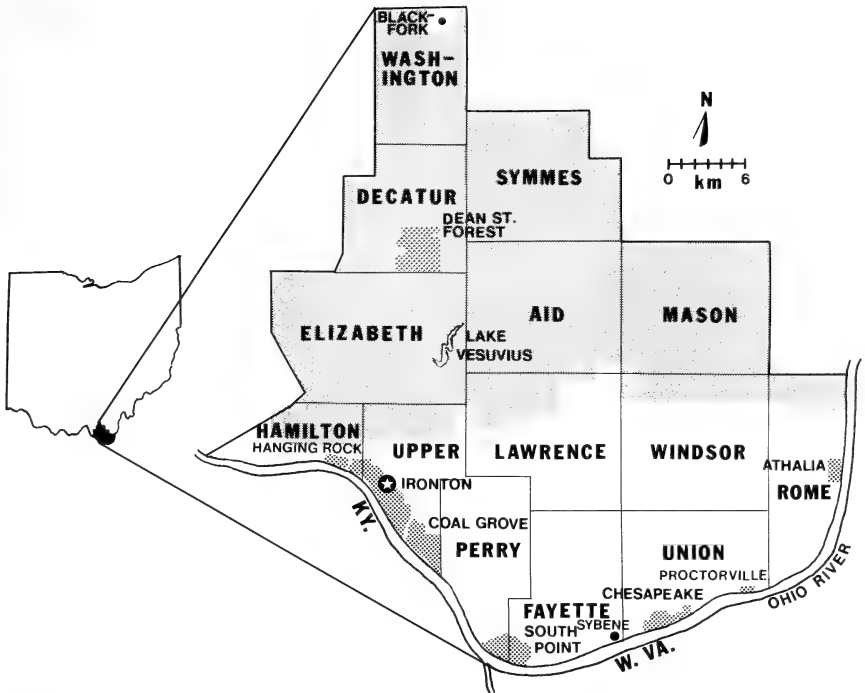 BLACK-
FORK
WASH-
INGTON
N
0 km 6
SYMMES
DECATUR
DEAN ST.
FOREST
AID
MASON
ELIZABETH
LAKE
VESUVIUS
HAMILTON
HANGING ROCK
UPPER
LAWRENCE
WINDSOR
ATHALIA
ROME
IRONTON
KY.
COAL GROVE
PERRY
UNION
PROCTORVILLE
CHESAPEAKE
OHIO RIVER
FAYETTE
SOUTH
POINT
SYBENE
W. VA.